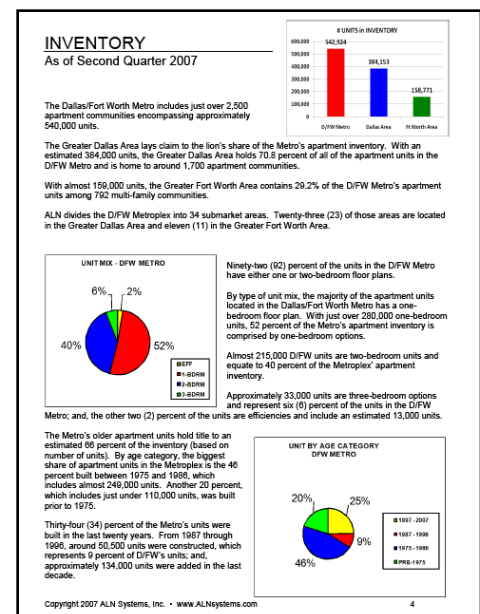 INVENTORY
As of Second Quarter 2007
# UNITS in INVENTORY
600,000
500,000
400,000
300,000
200,000
100,000
0
542,924
384,153
158,771
D/FW Metro Dallas Area Ft Worth Area
The Dallas/Fort Worth Metro includes just over 2,500
apartment communities encompassing approximately
540,000 units.
The Greater Dallas Area lays claim to the lion's share of the Metro's apartment inventory. With an
estimated 384,000 units, the Greater Dallas Area holds 70.8 percent of all of the apartment units in the
D/FW Metro and is home to around 1,700 apartment communities.
With almost 159,000 units, the Greater Fort Worth Area contains 29.2% of the D/FW Metro's apartment
units among 792 multi-family communities.
ALN divides the D/FW Metroplex into 34 submarket areas. Twenty-three (23) of those areas are located
in the Greater Dallas Area and eleven (11) in the Greater Fort Worth Area.
UNIT MIX - DFW METRO
6% 2%
40% 52%
EFF
1-BDRM
2-BDRM
3-BDRM
Ninety-two (92) percent of the units in the D/FW Metro
have either one or two-bedroom floor plans.
By type of unit mix, the majority of the apartment units
located in the Dallas/Fort Worth Metro has a one-
bedroom floor plan. With just over 280,000 one-bedroom
units, 52 percent of the Metro's apartment inventory is
comprised by one-bedroom options.
Almost 215,000 D/FW units are two-bedroom units and
equate to 40 percent of the Metroplex' apartment
inventory.
Approximately 33,000 units are three-bedroom options
and represent six (6) percent of the units in the D/FW
Metro; and, the other two (2) percent of the units are efficiencies and include an estimated 13,000 units.
The Metro's older apartment units hold title to an
estimated 66 percent of the inventory (based on
number of units). By age category, the biggest
share of apartment units in the Metroplex is the 46
percent built between 1975 and 1986, which
includes almost 249,000 units. Another 20 percent,
which includes just under 110,000 units, was built
prior to 1975.
Thirty-four (34) percent of the Metro's units were
built in the last twenty years. From 1987 through
1996, around 50,500 units were constructed, which
represents 9 percent of D/FW's units; and,
approximately 134,000 units were added in the last
decade.
UNIT BY AGE CATEGORY
DFW METRO
20% 25%
9%
46%
1997 - 2007
1987 - 1996
1975 - 1986
PRE-1975
Copyright 2007 ALN Systems, Inc. • www.ALNsystems.com 4